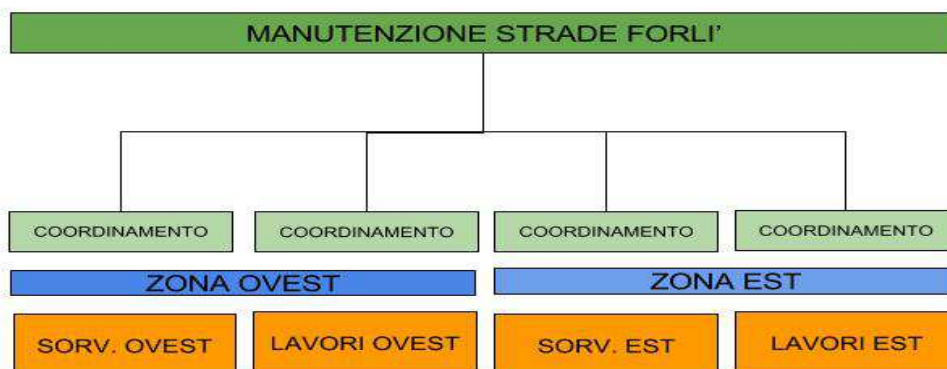 MANUTENZIONE STRADE FORLI'
COORDINAMENTO
COORDINAMENTO
COORDINAMENTO
COORDINAMENTO
ZONA OVEST
ZONA EST
SORV. OVEST
LAVORI OVEST
SORV. EST
LAVORI EST